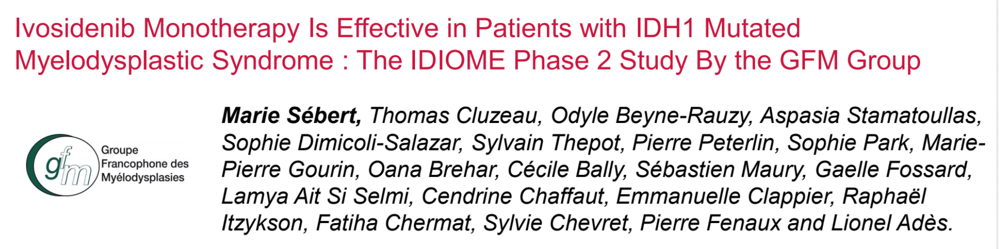 Ivosidenib Monotherapy Is Effective in Patients with IDH1 Mutated
Myelodysplastic Syndrome : The IDIOME Phase 2 Study By the GFM Group
Marie Sébert, Thomas Cluzeau, Odyle Beyne-Rauzy, Aspasia Stamatoullas,
Sophie Dimicoli-Salazar, Sylvain Thepot, Pierre Peterlin, Sophie Park, Marie-
Pierre Gourin, Oana Brehar, Cécile Bally, Sébastien Maury, Gaelle Fossard,
Lamya Ait Si Selmi, Cendrine Chaffaut, Emmanuelle Clappier, Raphaël
Itzykson, Fatiha Chermat, Sylvie Chevret, Pierre Fenaux and Lionel Adès.
gfm
Groupe
Francophone des
Myélodysplasies